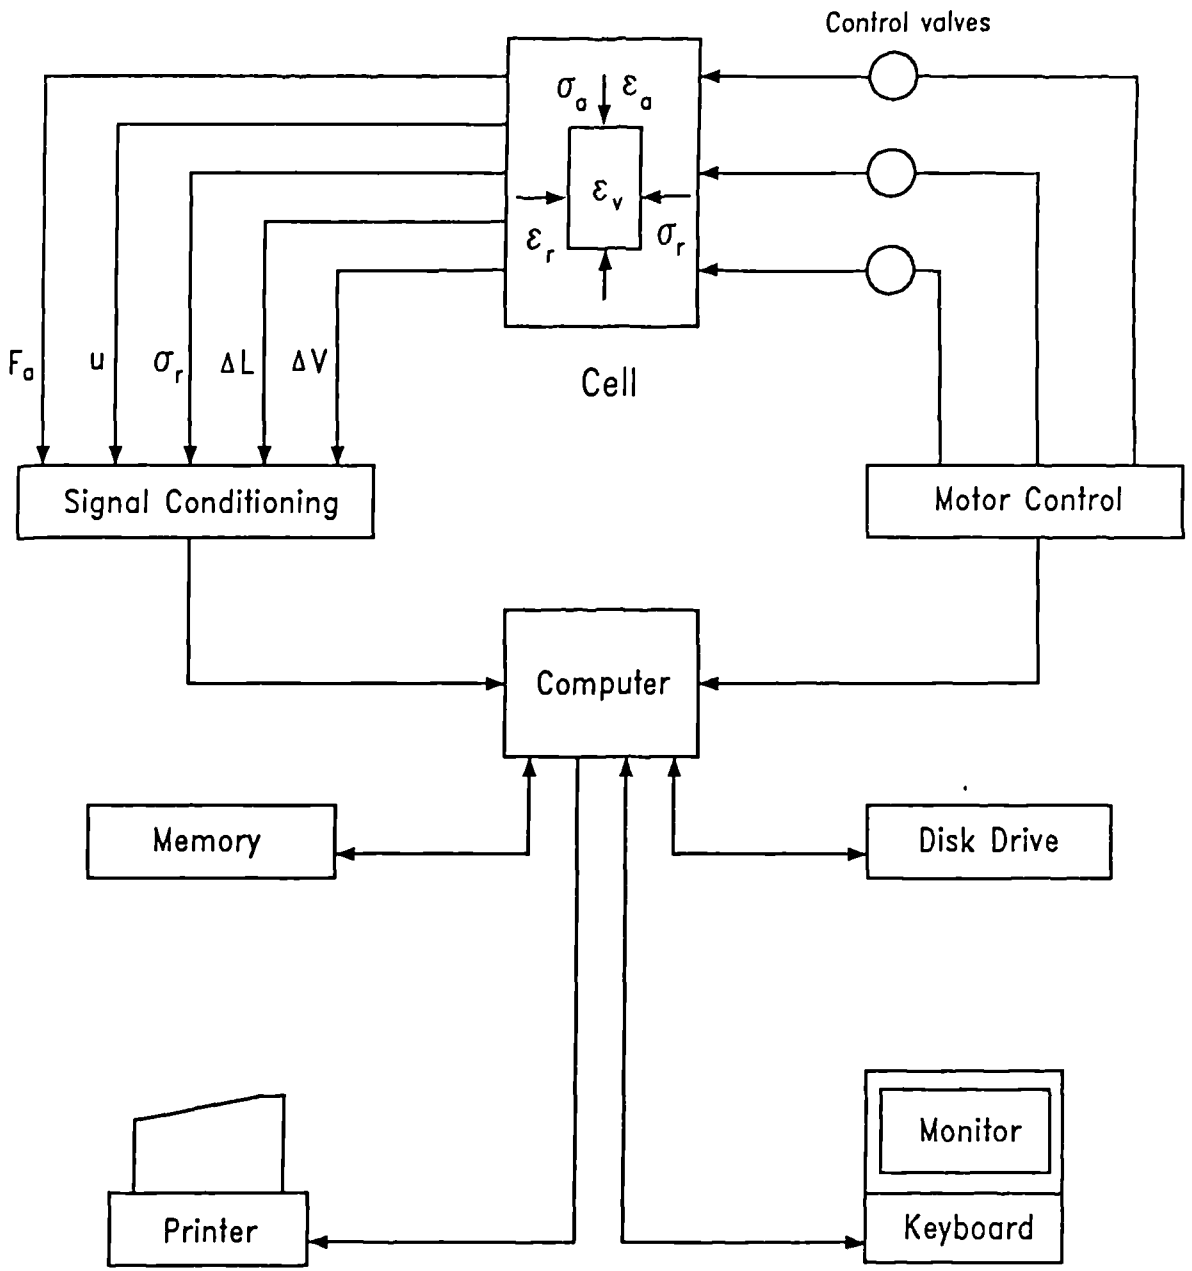 Control valves
σa εa
εv
εr σr
Fa u σr ΔL ΔV
Cell
Signal Conditioning
Motor Control
Computer
Memory
Disk Drive
Monitor
Printer
Keyboard